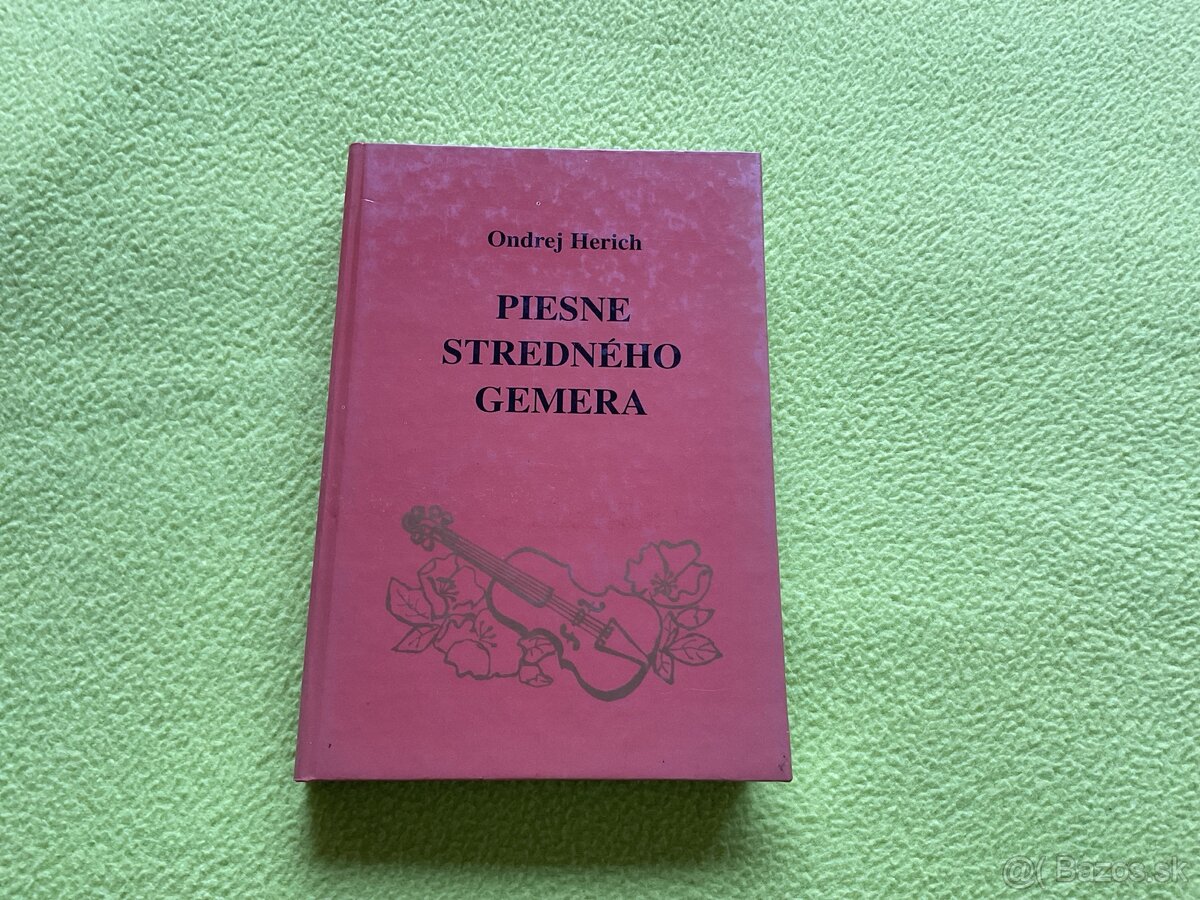 Ondrej Herich
PIESNE
STREDNÉHO
GEMERA
@( Bazos.sk